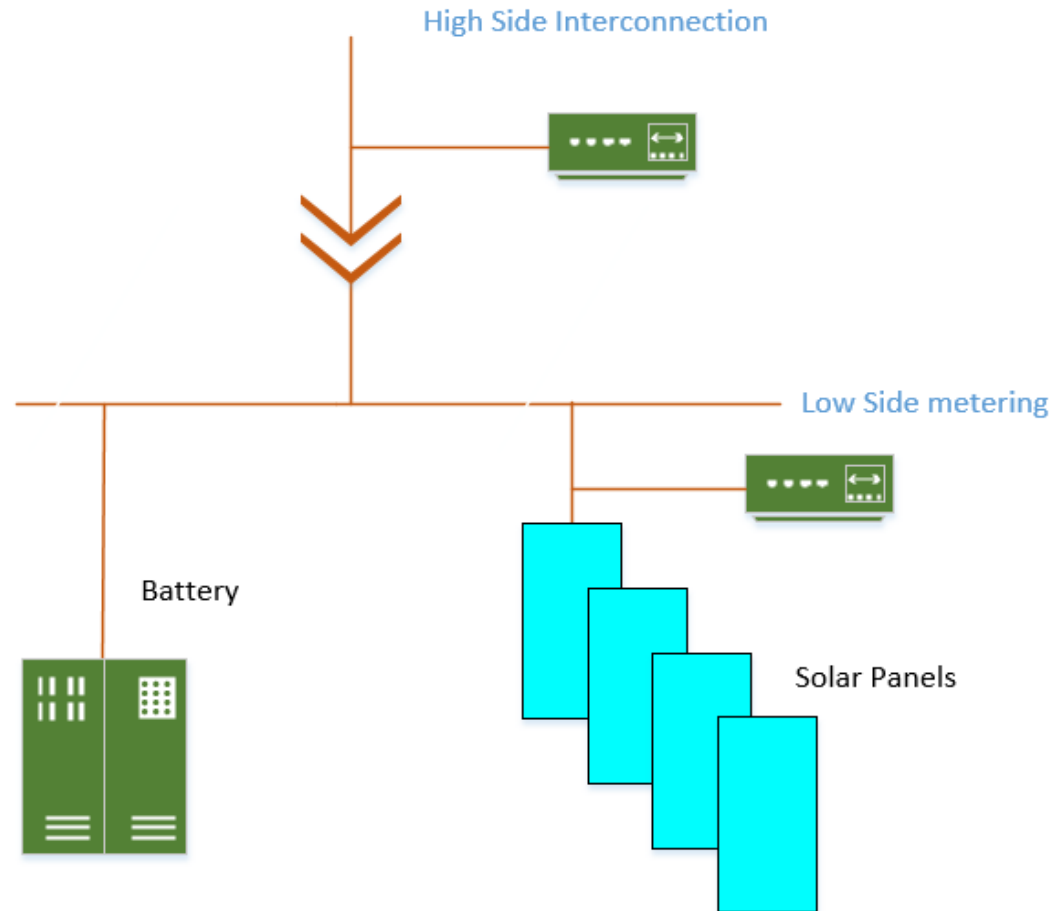 High Side Interconnection
Low Side metering
Battery
Solar Panels